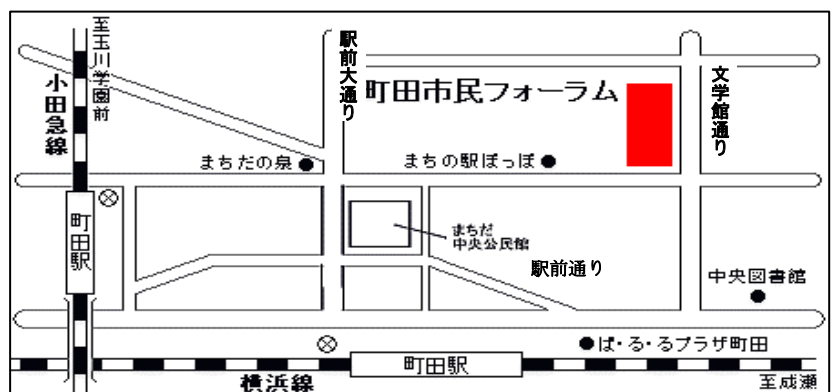 至玉川学園前
小田急線
駅前大通り
町田市民フォーラム
文学館通り
まちだの泉
まちの駅ぽっぽ
町田駅
まちだ
中央公民館
駅前通り
中央図書館
ぱ・る・るプラザ町田
町田駅
横浜線
至成瀬